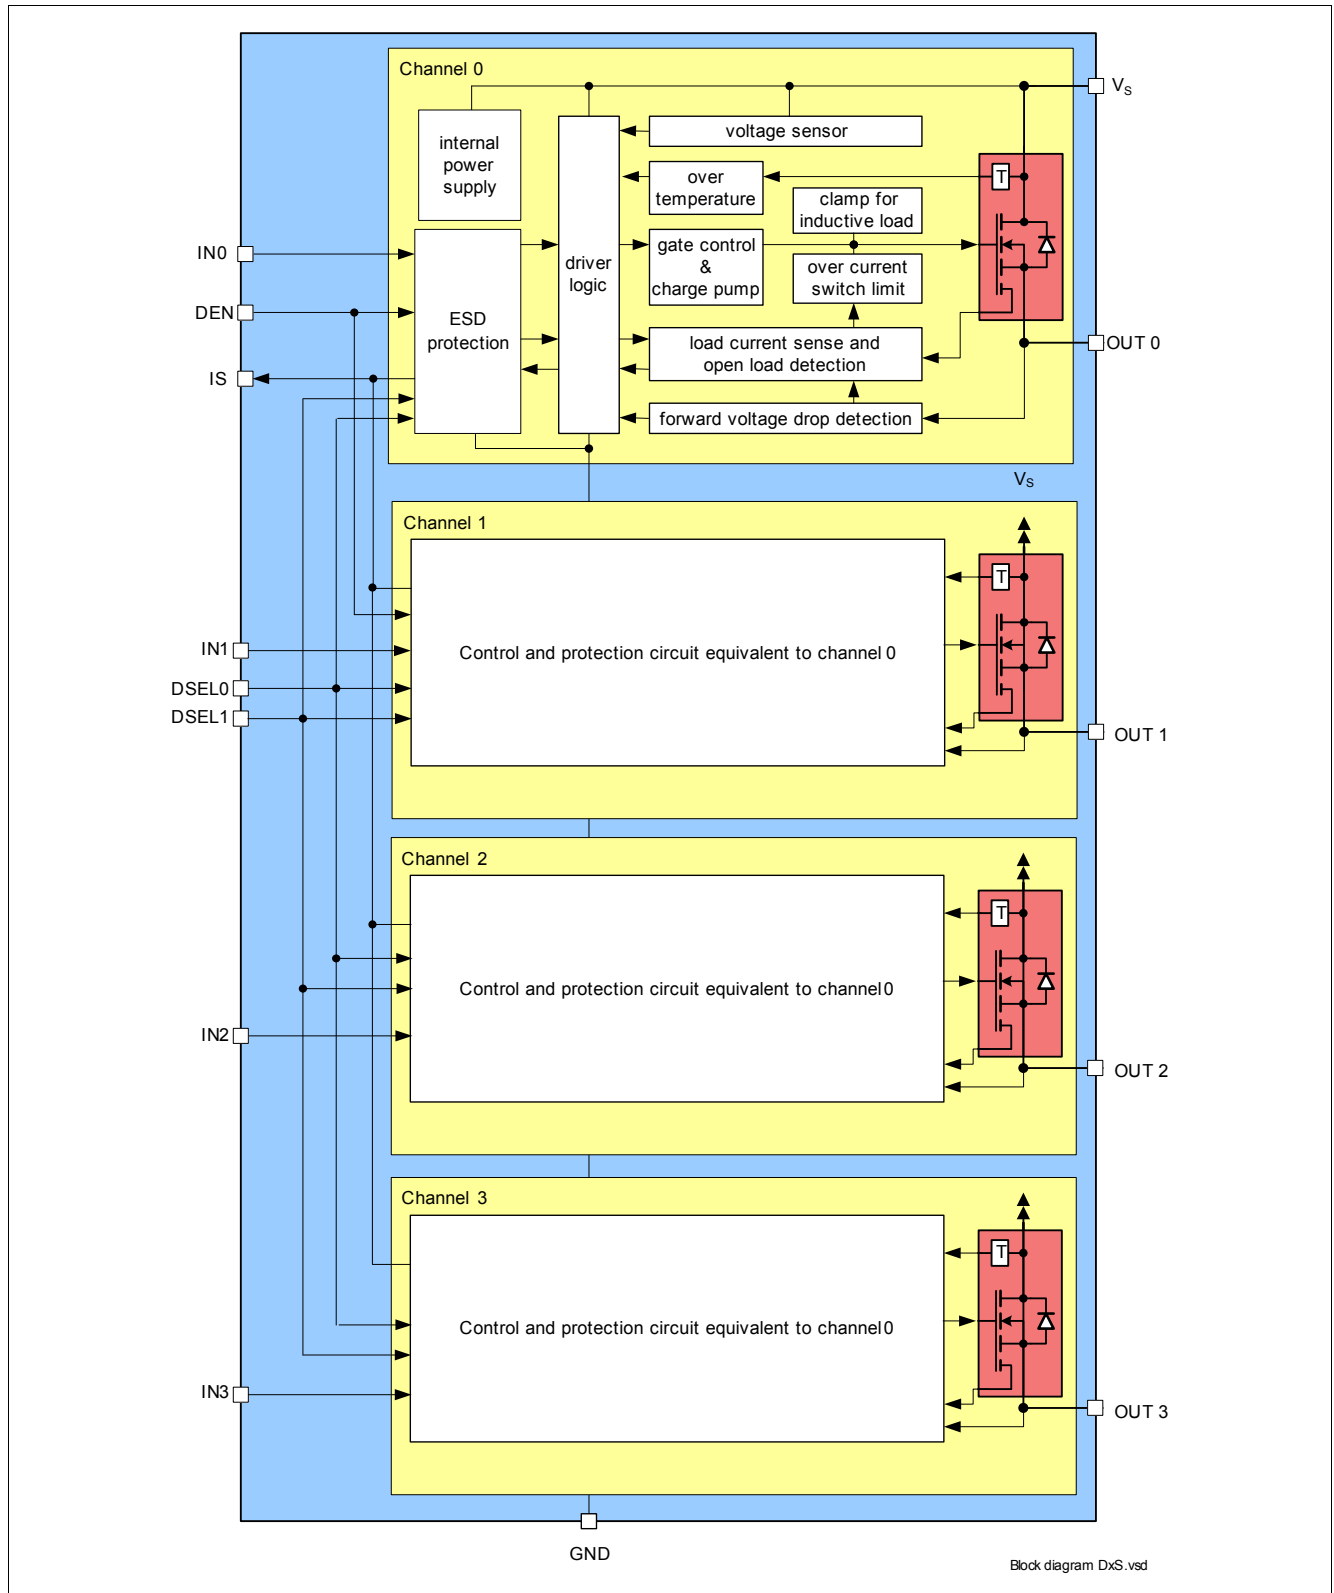 Channel 0
VS
internal
power
supply
voltage sensor
T
over
temperature
clamp for
inductive load
IN0
driver
logic
gate control
&
charge pump
over current
switch limit
DEN
ESD
protection
load current sense and
open load detection
OUT 0
IS
forward voltage drop detection
VS
Channel 1
T
IN1
Control and protection circuit equivalent to channel 0
DSEL0
DSEL1
OUT 1
Channel 2
T
Control and protection circuit equivalent to channel 0
IN2
OUT 2
Channel 3
T
Control and protection circuit equivalent to channel 0
IN3
OUT 3
GND
Block diagram DxS.vsd